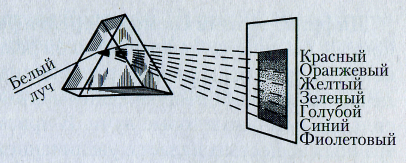 Белый
луч
Красный
Оранжевый
Желтый
Зеленый
Голубой
Синий
Фиолетовый